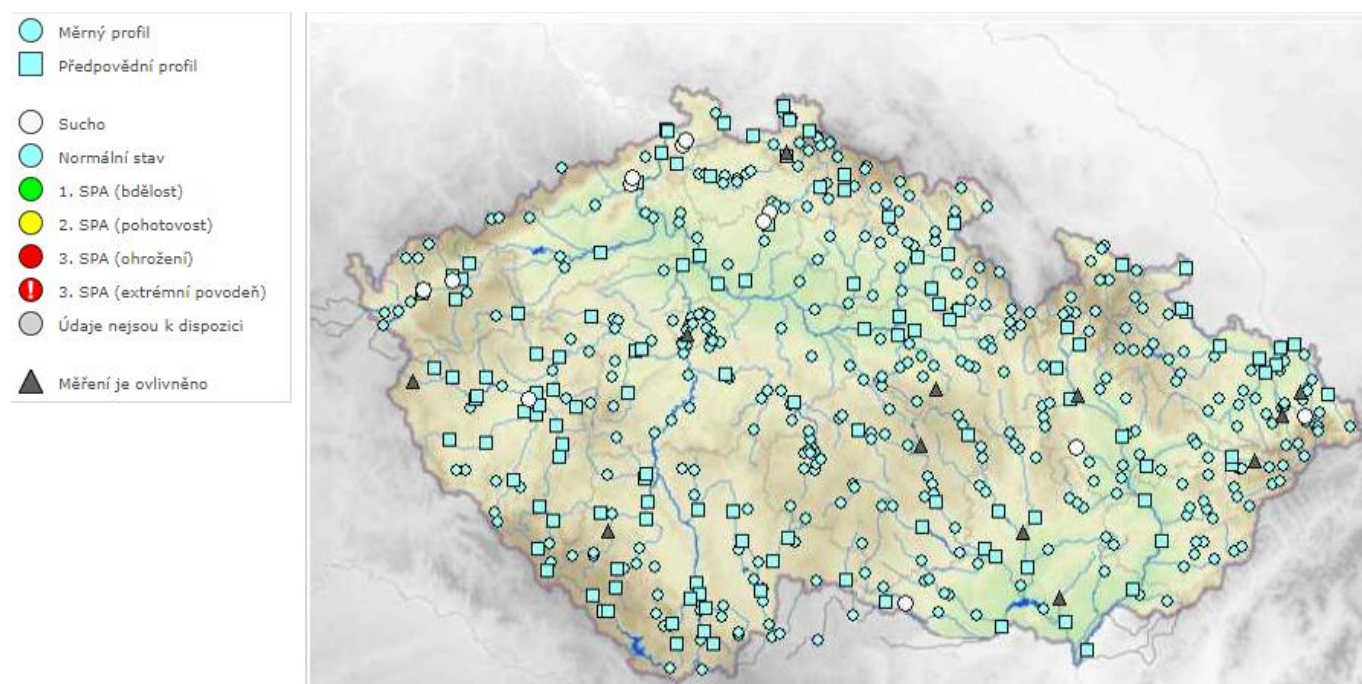 Měrný profil
Předpovědní profil
Sucho
Normální stav
1. SPA (bdělost)
2. SPA (pohotovost)
3. SPA (ohrožení)
! 3. SPA (extrémní povodeň)
Údaje nejsou k dispozici
Měření je ovlivněno